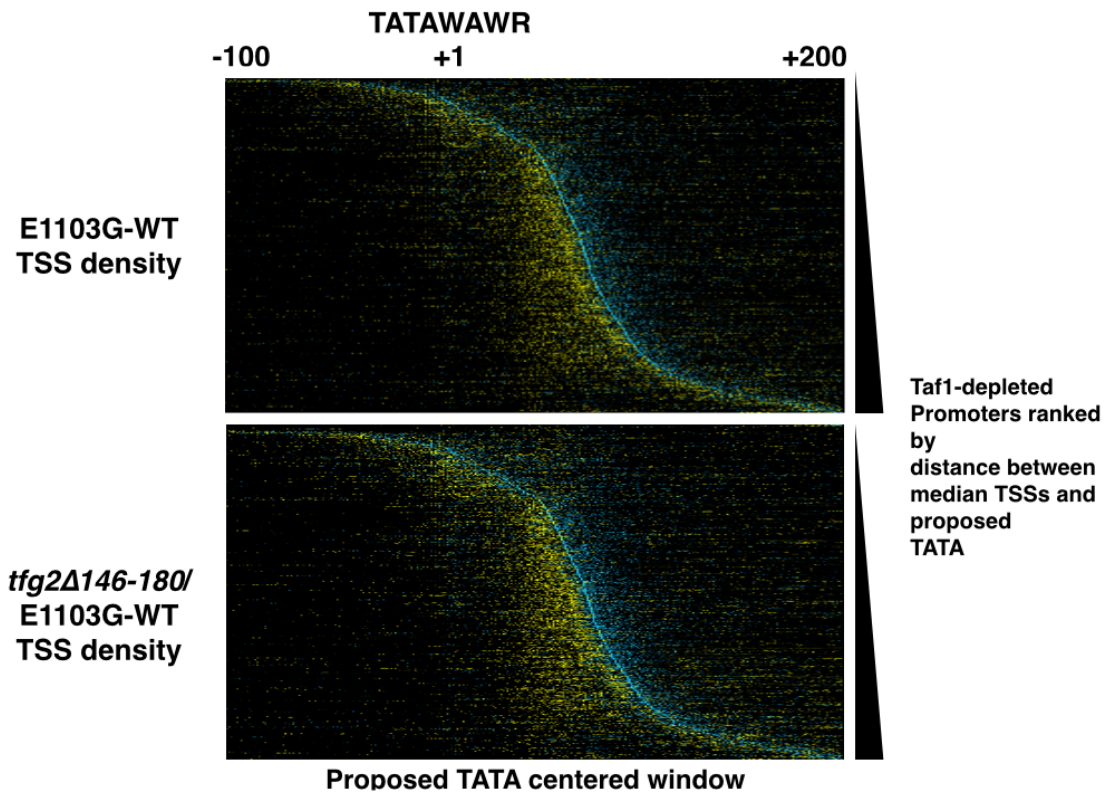 TATAWAWR
-100 +1 +200
E1103G-WT
TSS density
Taf1-depleted
Promoters ranked
by
distance between
median TSSs and
proposed
TATA
tfg2Δ146-180/
E1103G-WT
TSS density
Proposed TATA centered window